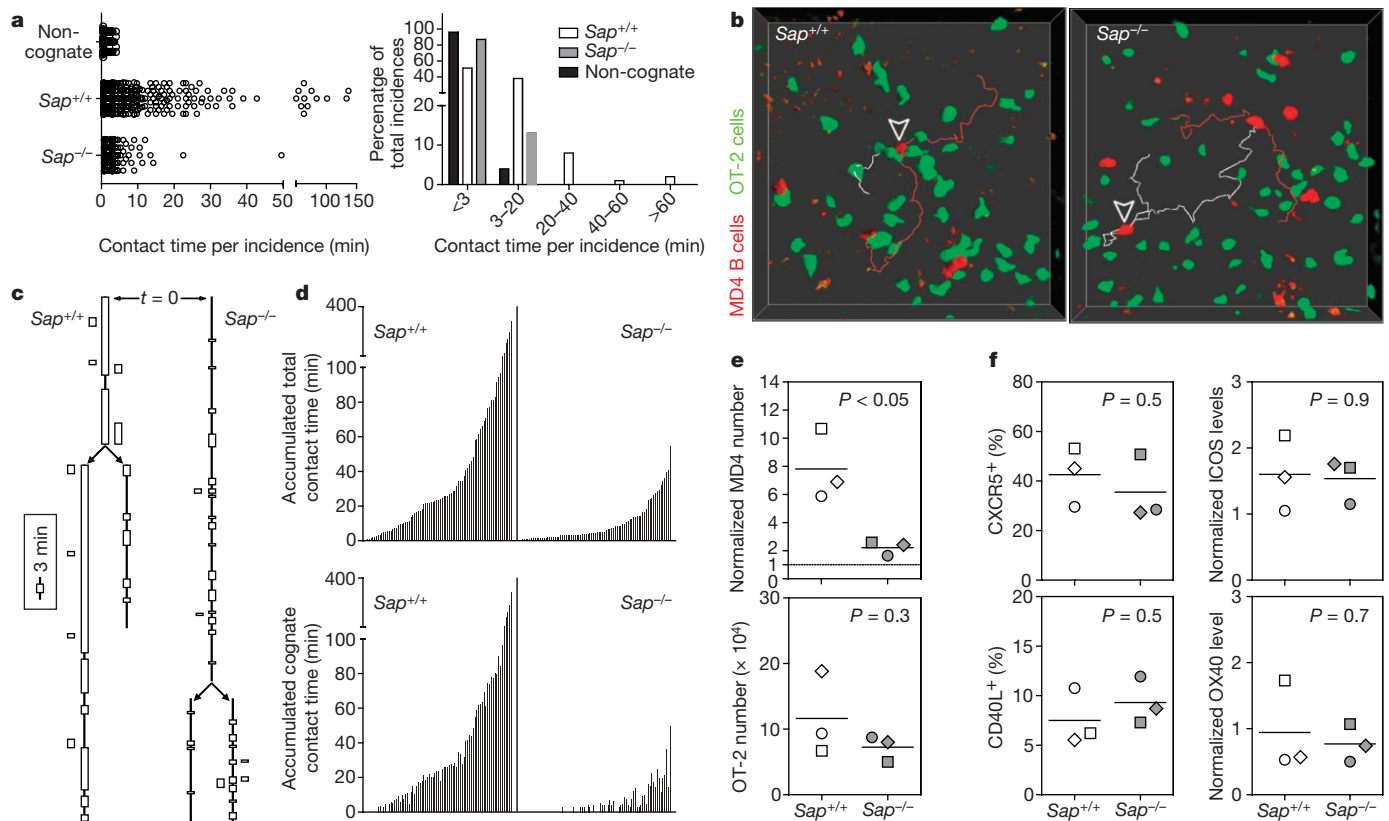 a
Non-
cognate
Sap+/+
Sap−/−
0 10 20 30 40 50 100 150
Contact time per incidence (min)
Percenatge of
total incidences
100
80
60
40
20
10
0
Sap+/+
Sap−/−
Non-cognate
<3
3–20
20–40
40–60
>60
Contact time per incidence (min)
b
Sap+/+
Sap−/−
MD4 B cells OT-2 cells
c
t = 0
Sap+/+
Sap−/−
3 min
d
Accumulated total
contact time (min)
400
100
80
60
40
20
0
Sap+/+
Sap−/−
Accumulated cognate
contact time (min)
400
100
80
60
40
20
0
Sap+/+
Sap−/−
e
Normalized MD4 number
14
12
10
8
6
4
2
1
0
P < 0.05
OT-2 number (× 10⁴)
30
20
10
0
P = 0.3
Sap+/+
Sap−/−
f
CXCR5+ (%)
80
60
40
20
0
P = 0.5
Normalized ICOS levels
3
2
1
0
P = 0.9
CD40L+ (%)
20
15
10
5
0
P = 0.5
Sap+/+
Sap−/−
Normalized OX40 level
3
2
1
0
P = 0.7
Sap+/+
Sap−/−